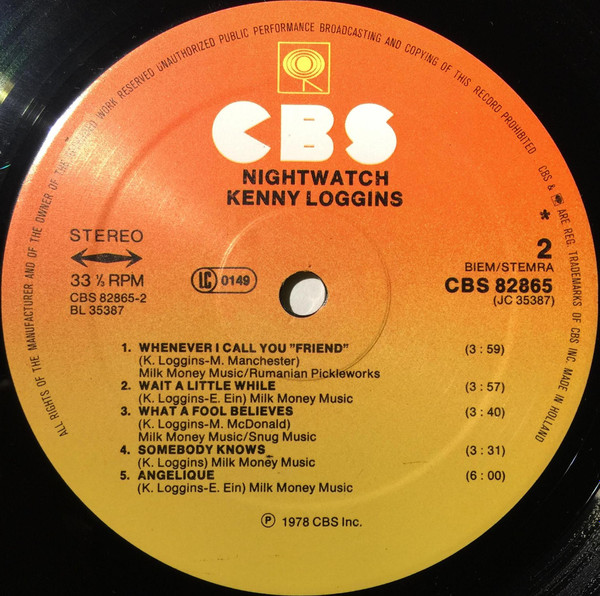 ALL RIGHTS OF THE MANUFACTURER AND OF THE OWNER OF THE RECORDED WORK RESERVED UNAUTHORIZED PUBLIC PERFORMANCE BROADCASTING AND COPYING OF THIS RECORD PROHIBITED CBS & ARE REG. TRADEMARKS OF CBS INC. MADE IN HOLLAND
CBS
NIGHTWATCH
KENNY LOGGINS
STEREO
33 ⅓ RPM
CBS 82865-2
BL 35387
LC 0149
*
2
BIEM/STEMRA
CBS 82865
(JC 35387)
1. WHENEVER I CALL YOU "FRIEND" (3 : 59)
(K. Loggins-M. Manchester)
Milk Money Music/Rumanian Pickleworks
2. WAIT A LITTLE WHILE (3 : 57)
(K. Loggins-E. Ein) Milk Money Music
3. WHAT A FOOL BELIEVES (3 : 40)
(K. Loggins-M. McDonald)
Milk Money Music/Snug Music
4. SOMEBODY KNOWS (3 : 31)
(K. Loggins) Milk Money Music
5. ANGELIQUE (6 : 00)
(K. Loggins-E. Ein) Milk Money Music
℗ 1978 CBS Inc.